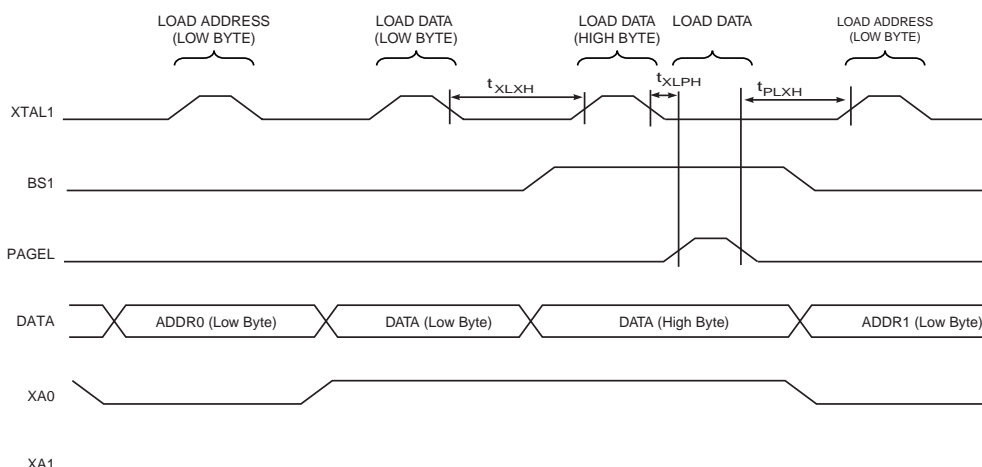 LOAD ADDRESS
(LOW BYTE)
LOAD DATA
(LOW BYTE)
LOAD DATA
(HIGH BYTE)
LOAD DATA
LOAD ADDRESS
(LOW BYTE)
tXLXH
tXLPH
tPLXH
XTAL1
BS1
PAGEL
DATA
ADDR0 (Low Byte)
DATA (Low Byte)
DATA (High Byte)
ADDR1 (Low Byte)
XA0
XA1